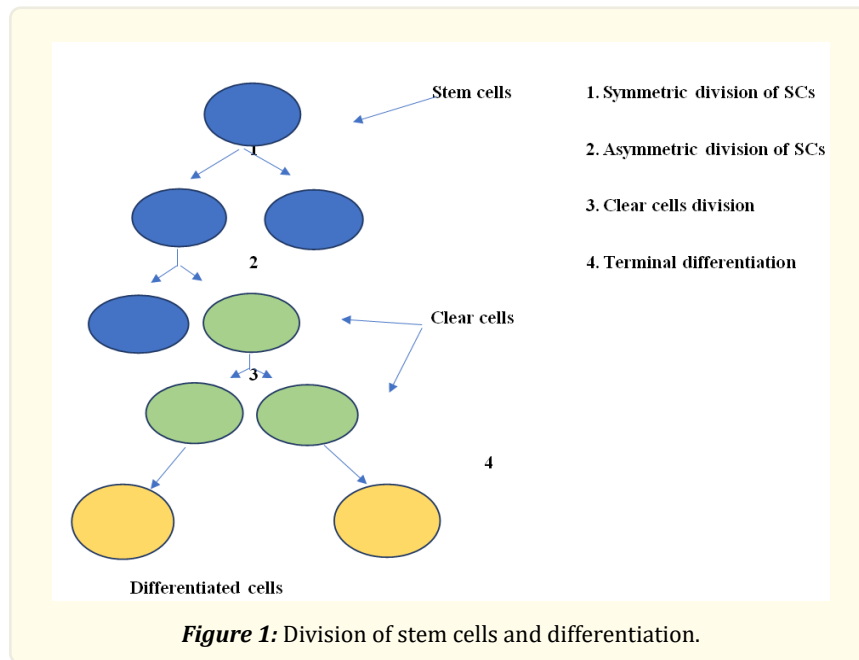 Stem cells
1. Symmetric division of SCs
1
2. Asymmetric division of SCs
3. Clear cells division
2
4. Terminal differentiation
Clear cells
3
4
Differentiated cells
Figure 1: Division of stem cells and differentiation.